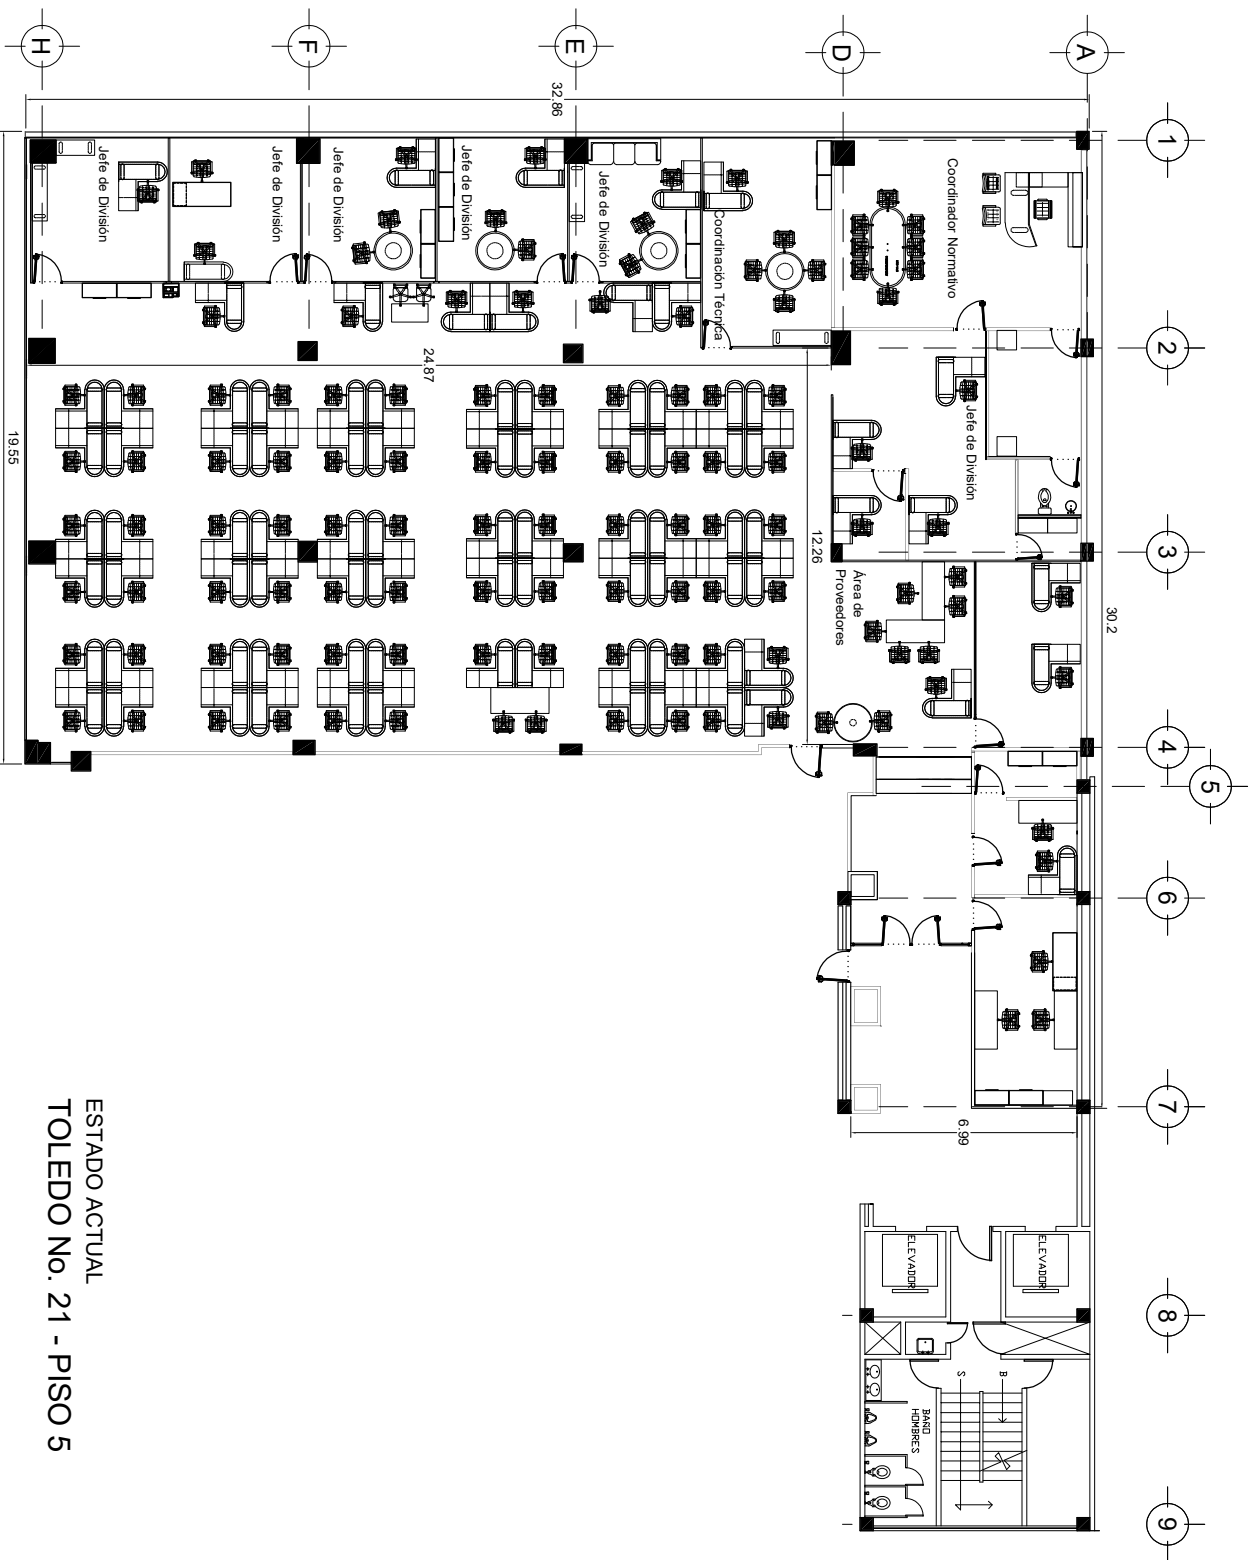 H
F
E
D
A
1
2
3
4
5
6
7
8
9
32.86
19.55
24.87
12.26
30.2
6.99
Jefe de División
Jefe de División
Jefe de División
Jefe de División
Jefe de División
Coordinación Técnica
Coordinador Normativo
Jefe de División
Área de
Proveedores
ELEVADOR
ELEVADOR
B
S
BAÑO
HOMBRES
ESTADO ACTUAL
TOLEDO No. 21 - PISO 5